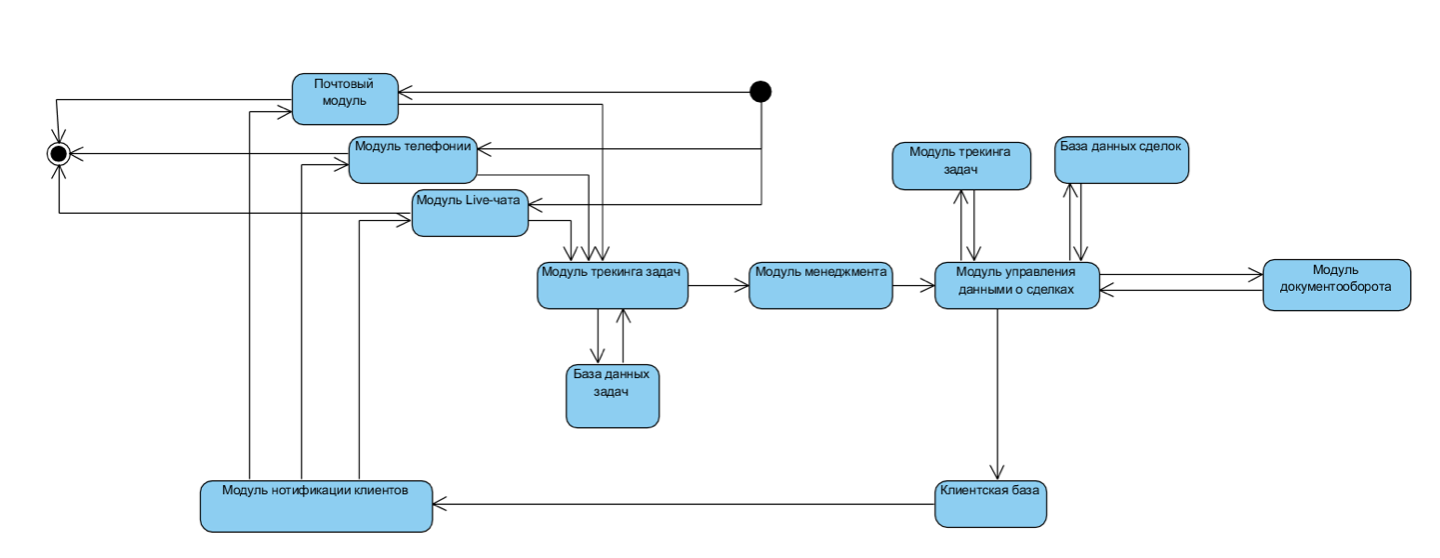 Почтовый
модуль
Модуль телефонии
Модуль Live-чата
Модуль трекинга
задач
База данных сделок
Модуль трекинга задач
Модуль менеджмента
Модуль управления
данными о сделках
Модуль
документооборота
База данных
задач
Модуль нотификации клиентов
Клиентская база